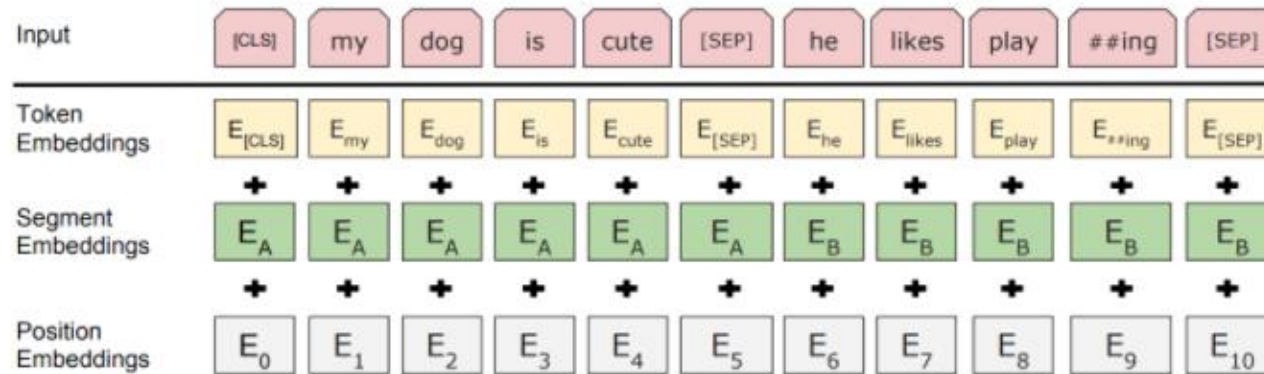 Input [CLS] my dog is cute [SEP] he likes play ##ing [SEP]
Token
Embeddings
E[CLS] Emy Edog Eis Ecute E[SEP] Ehe Elikes Eplay E##ing E[SEP]
+ + + + + + + + + + +
Segment
Embeddings
EA EA EA EA EA EA EB EB EB EB EB
+ + + + + + + + + + +
Position
Embeddings
E0 E1 E2 E3 E4 E5 E6 E7 E8 E9 E10